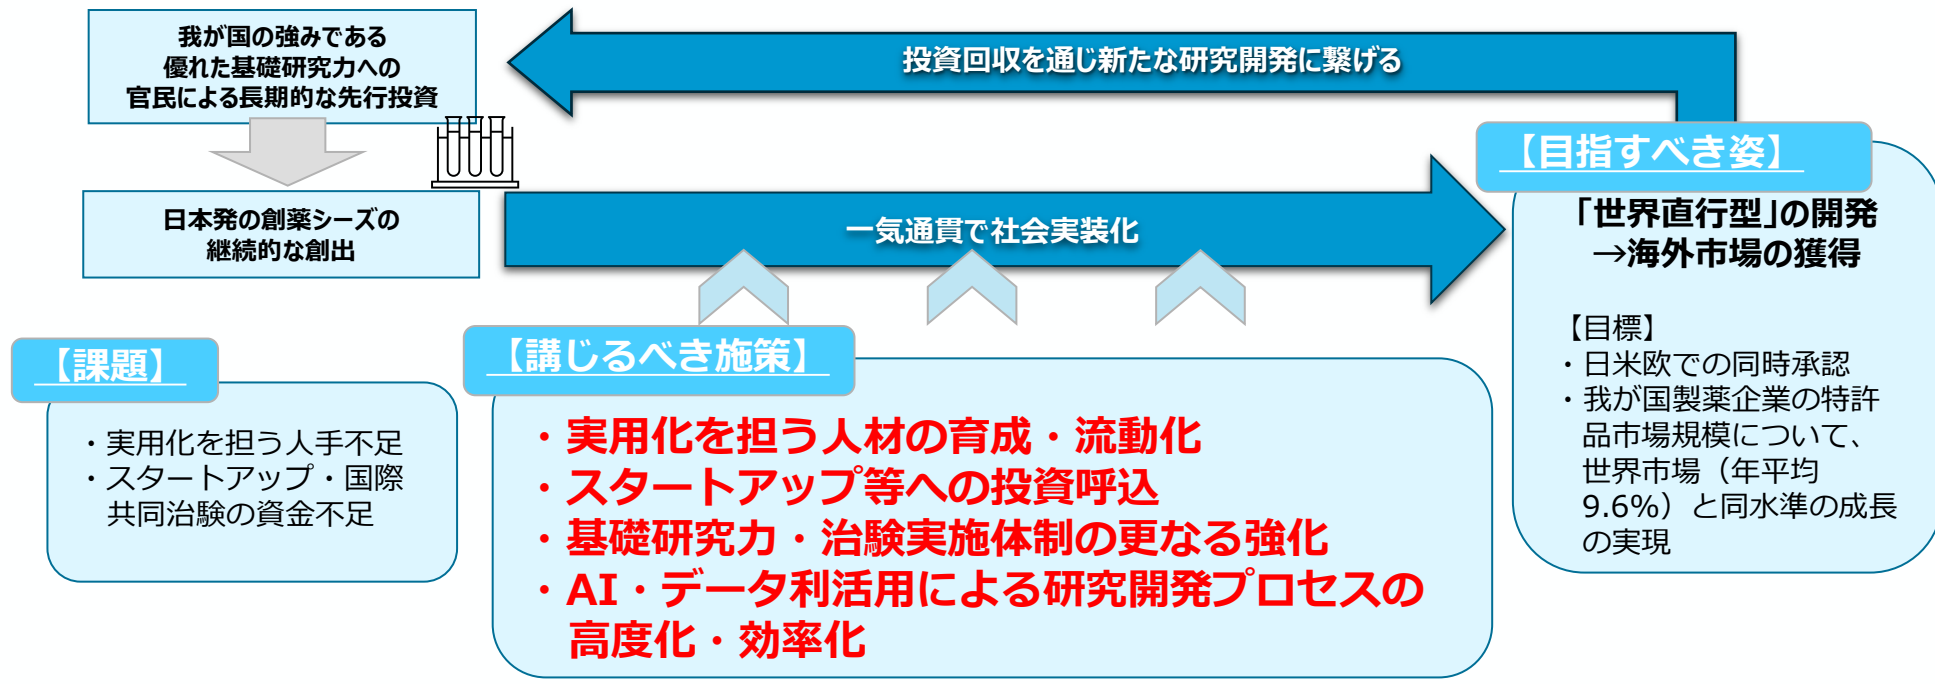 我が国の強みである
優れた基礎研究力への
官民による長期的な先行投資
投資回収を通じ新たな研究開発に繋げる
日本発の創薬シーズの
継続的な創出
一気通貫で社会実装化
【目指すべき姿】
「世界直行型」の開発
→海外市場の獲得
【目標】
・日米欧での同時承認
・我が国製薬企業の特許
品市場規模について、
世界市場（年平均
9.6%）と同水準の成長
の実現
【課題】
・実用化を担う人手不足
・スタートアップ・国際
共同治験の資金不足
【講じるべき施策】
・実用化を担う人材の育成・流動化
・スタートアップ等への投資呼込
・基礎研究力・治験実施体制の更なる強化
・AI・データ利活用による研究開発プロセスの
高度化・効率化